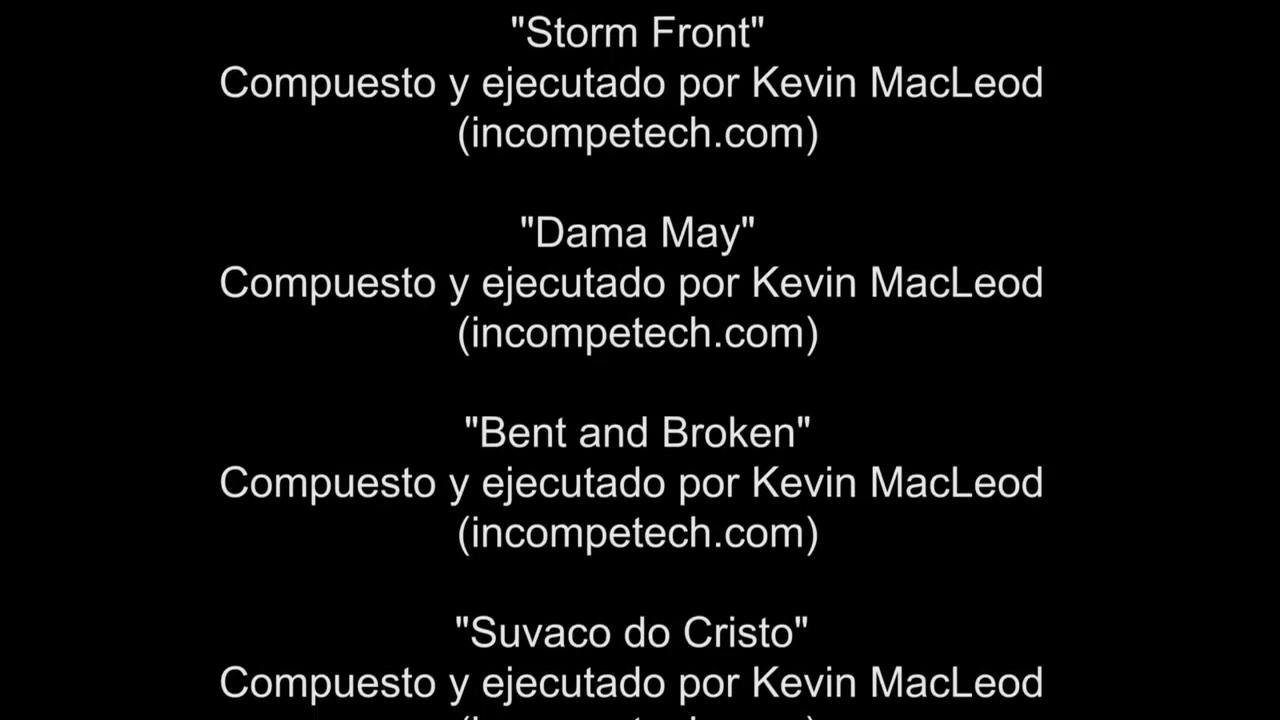 "Storm Front"
Compuesto y ejecutado por Kevin MacLeod
(incompetech.com)
"Dama May"
Compuesto y ejecutado por Kevin MacLeod
(incompetech.com)
"Bent and Broken"
Compuesto y ejecutado por Kevin MacLeod
(incompetech.com)
"Suvaco do Cristo"
Compuesto y ejecutado por Kevin MacLeod